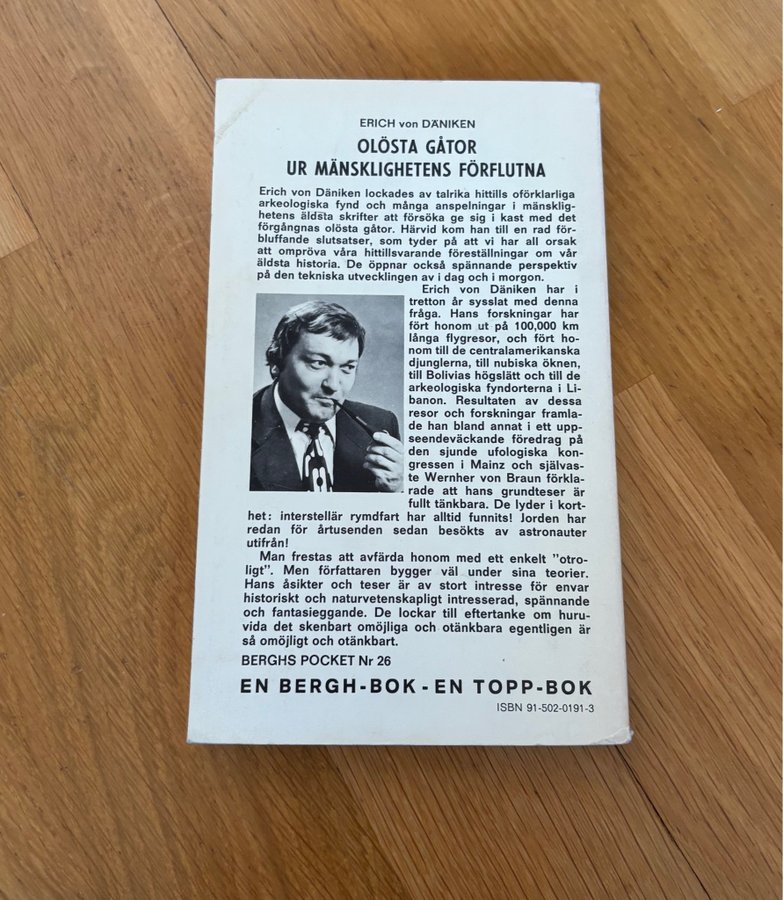 ERICH von DÄNIKEN
OLÖSTA GÅTOR
UR MÄNSKLIGHETENS FÖRFLUTNA
Erich von Däniken lockades av talrika hittills oförklarliga
arkeologiska fynd och många anspelningar i mänsklig-
hetens äldsta skrifter att försöka ge sig i kast med det
förgångnas olösta gåtor. Härvid kom han till en rad för-
bluffande slutsatser, som tyder på att vi har all orsak
att ompröva våra hittillsvarande föreställningar om vår
äldsta historia. De öppnar också spännande perspektiv
på den tekniska utvecklingen av i dag och i morgon.
Erich von Däniken har i
tretton år sysslat med denna
fråga. Hans forskningar har
fört honom ut på 100,000 km
långa flygresor, och fört ho-
nom till de centralamerikanska
djunglerna, till nubiska öknen,
till Bolivias högslätt och till de
arkeologiska fyndorterna i Li-
banon. Resultaten av dessa
resor och forskningar framla-
de han bland annat i ett upp-
seendeväckande föredrag på
den sjunde ufologiska kon-
gressen i Mainz och självas-
te Wernher von Braun förkla-
rade att hans grundteser är
fullt tänkbara. De lyder i kort-
het: interstellär rymdfart har alltid funnits! Jorden har
redan för årtusenden sedan besökts av astronauter
utifrån!
Man frestas att avfärda honom med ett enkelt "otro-
ligt". Men författaren bygger väl under sina teorier.
Hans åsikter och teser är av stort intresse för envar
historiskt och naturvetenskapligt intresserad, spännande
och fantasieggande. De lockar till eftertanke om huru-
vida det skenbart omöjliga och otänkbara egentligen är
så omöjligt och otänkbart.
BERGHS POCKET Nr 26
EN BERGH-BOK - EN TOPP-BOK
ISBN 91-502-0191-3